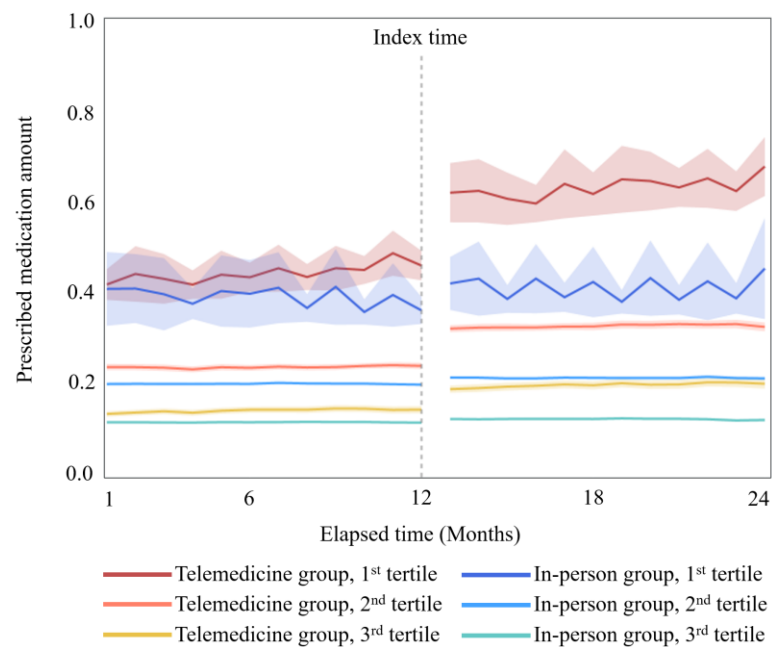 1.0
Index time
0.8
0.6
0.4
0.2
0.0
Prescribed medication amount
1 6 12 18 24
Elapsed time (Months)
Telemedicine group, 1st tertile In-person group, 1st tertile
Telemedicine group, 2nd tertile In-person group, 2nd tertile
Telemedicine group, 3rd tertile In-person group, 3rd tertile